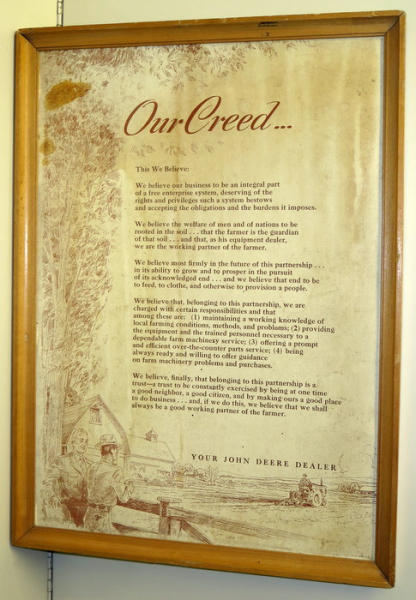 Our Creed...
This We Believe:
We believe our business to be an integral part
of a free enterprise system, deserving of the
rights and privileges such a system bestows
and accepting the obligations and the burdens it imposes.
We believe the welfare of men and of nations to be
rooted in the soil . . . that the farmer is the guardian
of that soil . . . and that, as his equipment dealer,
we are the working partner of the farmer.
We believe most firmly in the future of this partnership . . .
in its ability to grow and to prosper in the pursuit
of its acknowledged end . . . and we believe that end to be
to feed, to clothe, and otherwise to provision a people.
We believe that, belonging to this partnership, we are
charged with certain responsibilities and that
among these are: (1) maintaining a working knowledge of
local farming conditions, methods, and problems; (2) providing
the equipment and the trained personnel necessary to a
dependable farm machinery service; (3) offering a prompt
and efficient over-the-counter parts service; (4) being
always ready and willing to offer guidance
on farm machinery problems and purchases.
We believe, finally, that belonging to this partnership is a
trust—a trust to be constantly exercised by being at one time
a good neighbor, a good citizen, and by making ours a good place
to do business . . . and, if we do this, we believe that we shall
always be a good working partner of the farmer.
YOUR JOHN DEERE DEALER